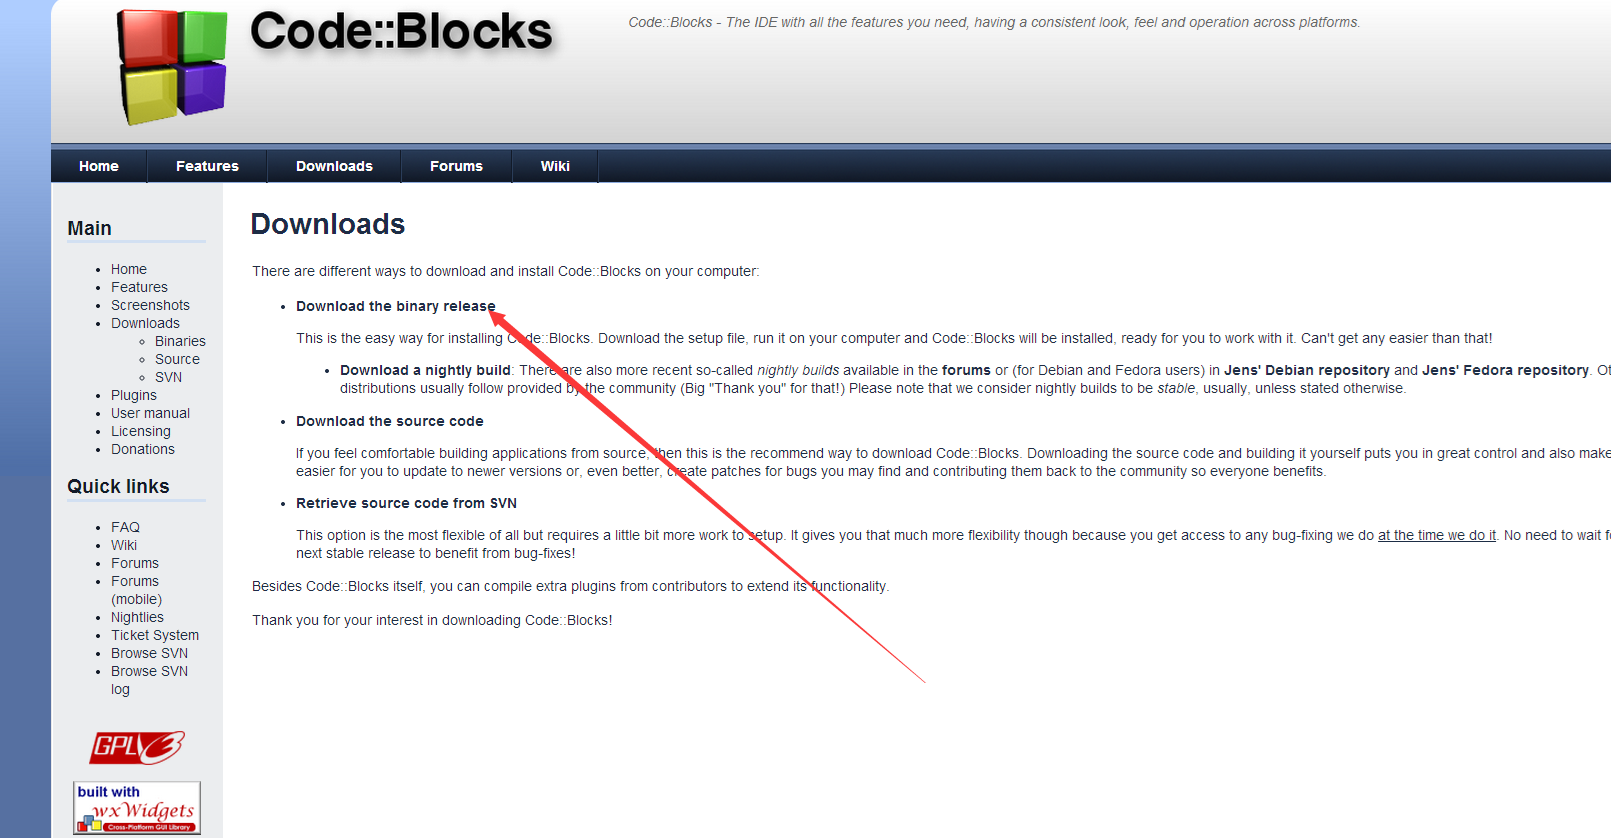 Code::Blocks
Code::Blocks - The IDE with all the features you need, having a consistent look, feel and operation across platforms.
Home Features Downloads Forums Wiki
Main
Home
Features
Screenshots
Downloads
Binaries
Source
SVN
Plugins
User manual
Licensing
Donations
Quick links
FAQ
Wiki
Forums
Forums
(mobile)
Nightlies
Ticket System
Browse SVN
Browse SVN
log
GPLv3
built with
wxWidgets
Cross-Platform GUI Library
Downloads
There are different ways to download and install Code::Blocks on your computer:
Download the binary release
This is the easy way for installing Code::Blocks. Download the setup file, run it on your computer and Code::Blocks will be installed, ready for you to work with it. Can't get any easier than that!
Download a nightly build: There are also more recent so-called nightly builds available in the forums or (for Debian and Fedora users) in Jens' Debian repository and Jens' Fedora repository. Ot
distributions usually follow provided by the community (Big "Thank you" for that!) Please note that we consider nightly builds to be stable, usually, unless stated otherwise.
Download the source code
If you feel comfortable building applications from source, then this is the recommend way to download Code::Blocks. Downloading the source code and building it yourself puts you in great control and also make
easier for you to update to newer versions or, even better, create patches for bugs you may find and contributing them back to the community so everyone benefits.
Retrieve source code from SVN
This option is the most flexible of all but requires a little bit more work to setup. It gives you that much more flexibility though because you get access to any bug-fixing we do at the time we do it. No need to wait f
next stable release to benefit from bug-fixes!
Besides Code::Blocks itself, you can compile extra plugins from contributors to extend its functionality.
Thank you for your interest in downloading Code::Blocks!